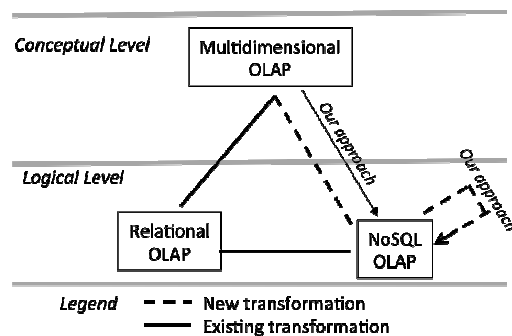 Conceptual Level
Multidimensional
OLAP
Our approach
Logical Level
Our approach
Relational
OLAP
NoSQL
OLAP
Legend
New transformation
Existing transformation